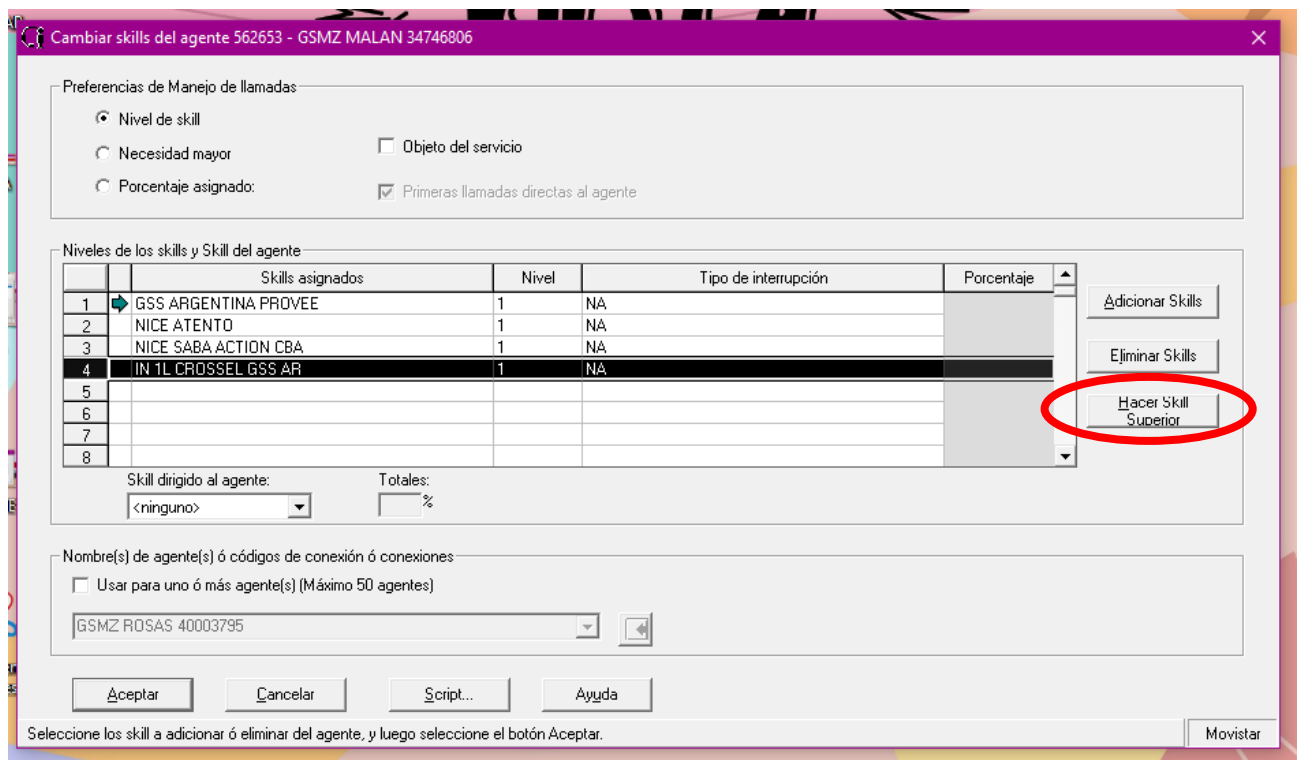 Cambiar skills del agente 562653 - GSMZ MALAN 34746806
Preferencias de Manejo de llamadas
Nivel de skill
Necesidad mayor
Objeto del servicio
Porcentaje asignado:
Primeras llamadas directas al agente
Niveles de los skills y Skill del agente
Skills asignados Nivel Tipo de interrupción Porcentaje
1 GSS ARGENTINA PROVEE 1 NA
2 NICE ATENTO 1 NA
3 NICE SABA ACTION CBA 1 NA
4 IN 1L CROSSEL GSS AR 1 NA
5
6
7
8
Adicionar Skills
Eliminar Skills
Hacer Skill
Superior
Skill dirigido al agente: Totales:
<ninguno> %
Nombre(s) de agente(s) ó códigos de conexión ó conexiones
Usar para uno ó más agente(s) (Máximo 50 agentes)
GSMZ ROSAS 40003795
Aceptar Cancelar Script... Ayuda
Seleccione los skill a adicionar ó eliminar del agente, y luego seleccione el botón Aceptar. Movistar